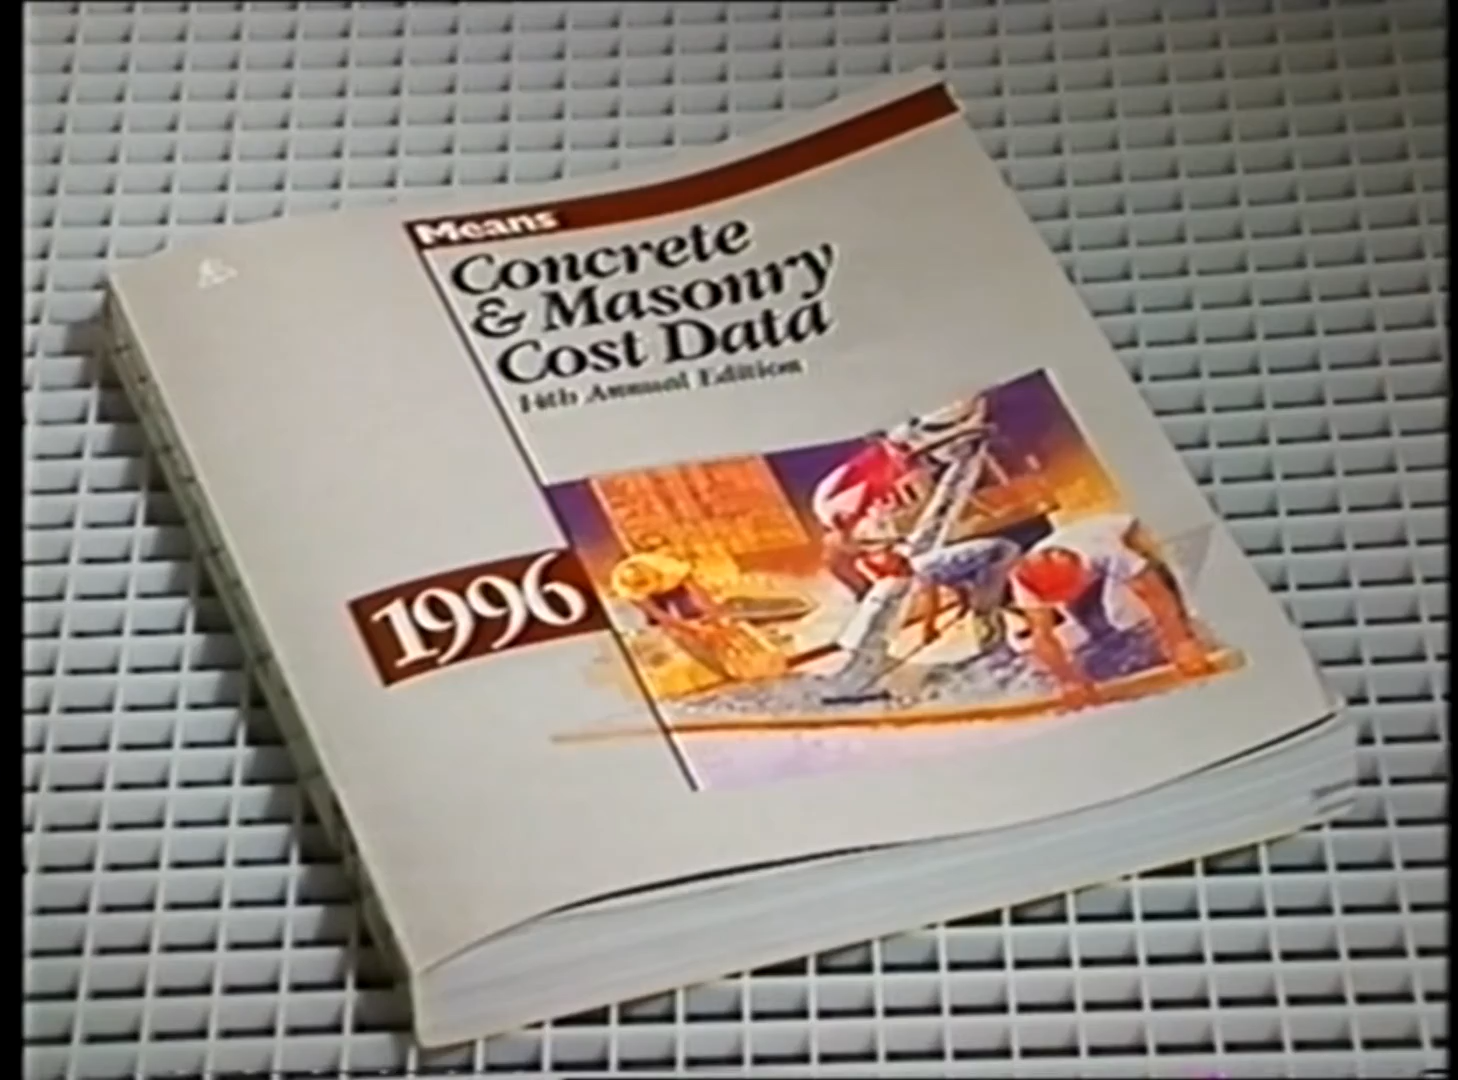 Means
Concrete
& Masonry
Cost Data
14th Annual Edition
1996